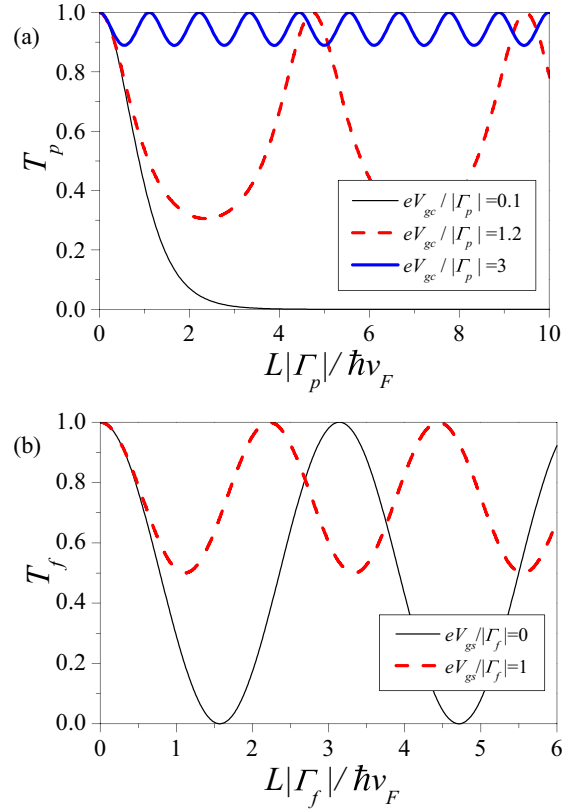 (a)
1.0
0.8
0.6
0.4
0.2
0.0
T_p
eV_gc / |Γ_p| =0.1
eV_gc / |Γ_p| =1.2
eV_gc / |Γ_p| =3
0 2 4 6 8 10
L|Γ_p|/ ħv_F
(b)
1.0
0.8
0.6
0.4
0.2
0.0
T_f
eV_gs/|Γ_f|=0
eV_gs/|Γ_f|=1
0 1 2 3 4 5 6
L|Γ_f|/ ħv_F